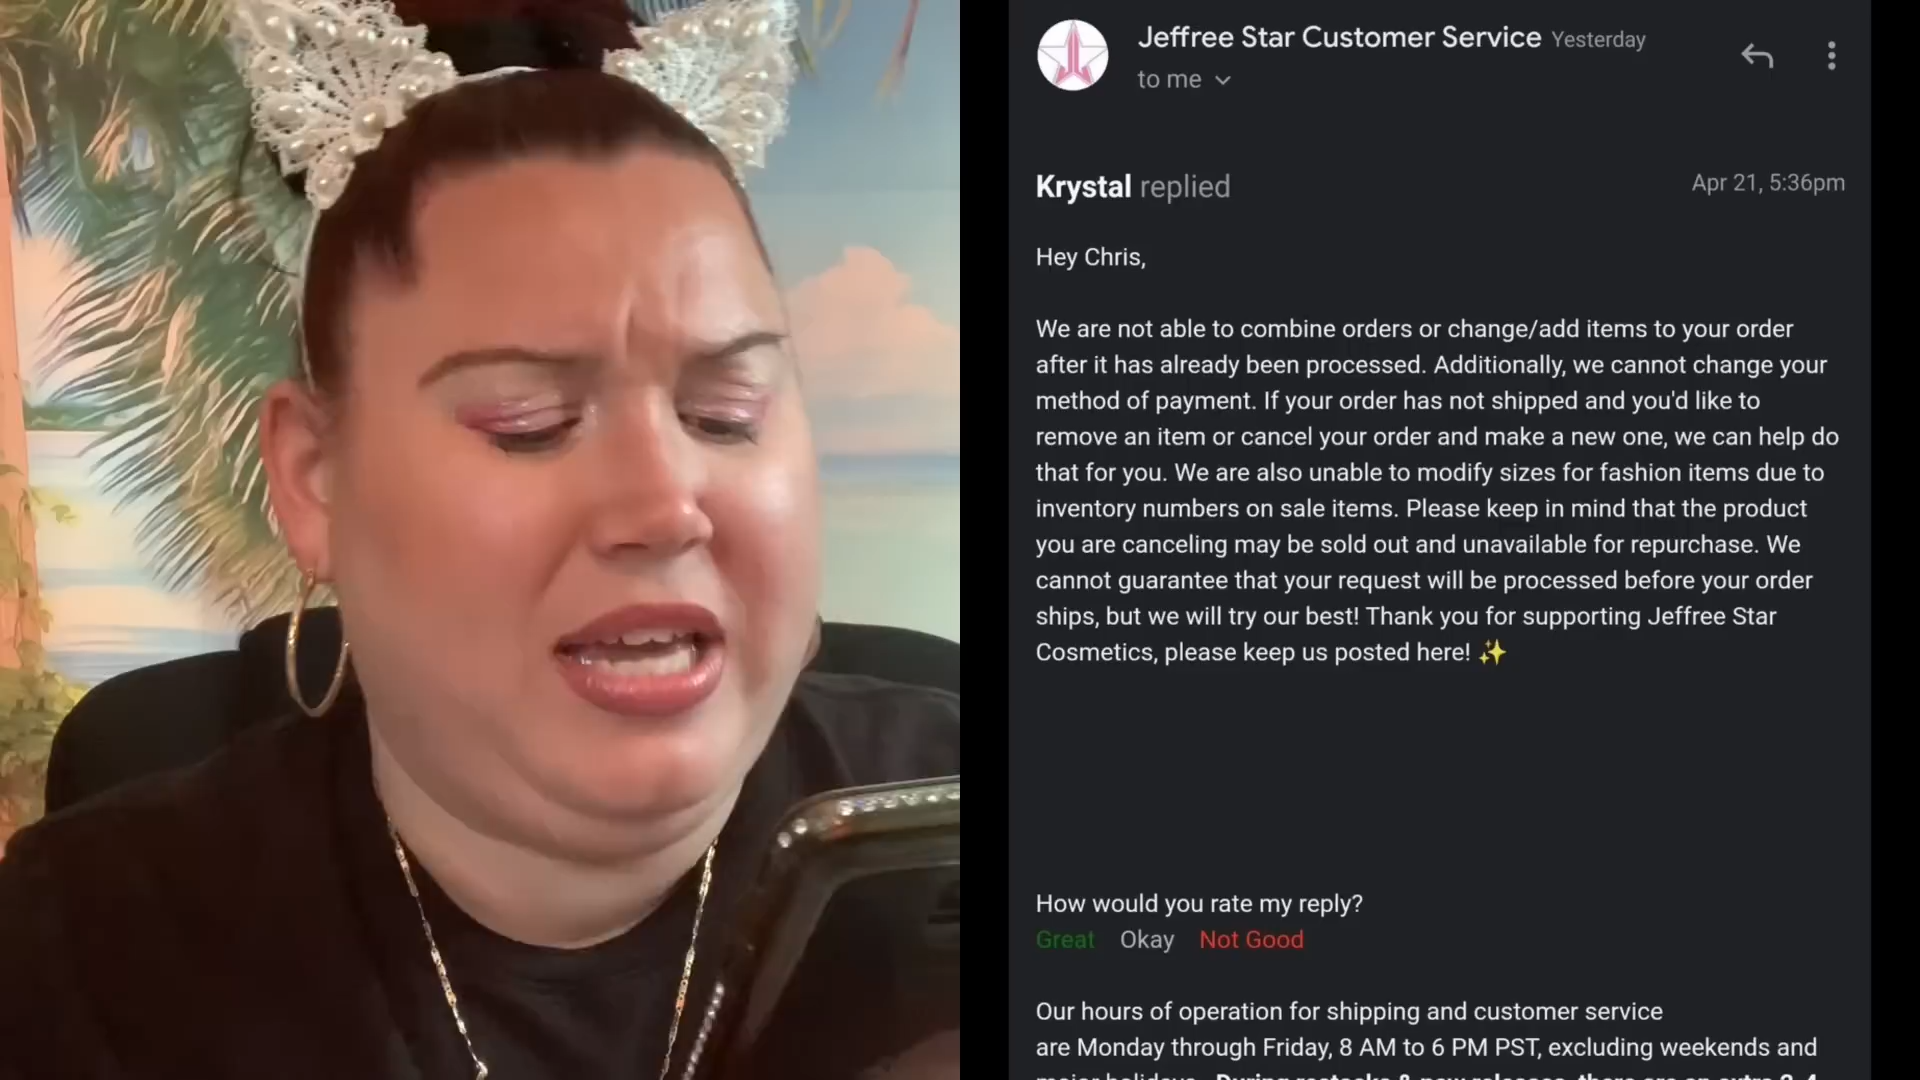 Jeffree Star Customer Service Yesterday
to me
Krystal replied
Apr 21, 5:36pm
Hey Chris,
We are not able to combine orders or change/add items to your order
after it has already been processed. Additionally, we cannot change your
method of payment. If your order has not shipped and you'd like to
remove an item or cancel your order and make a new one, we can help do
that for you. We are also unable to modify sizes for fashion items due to
inventory numbers on sale items. Please keep in mind that the product
you are canceling may be sold out and unavailable for repurchase. We
cannot guarantee that your request will be processed before your order
ships, but we will try our best! Thank you for supporting Jeffree Star
Cosmetics, please keep us posted here! ✨
How would you rate my reply?
Great Okay Not Good
Our hours of operation for shipping and customer service
are Monday through Friday, 8 AM to 6 PM PST, excluding weekends and